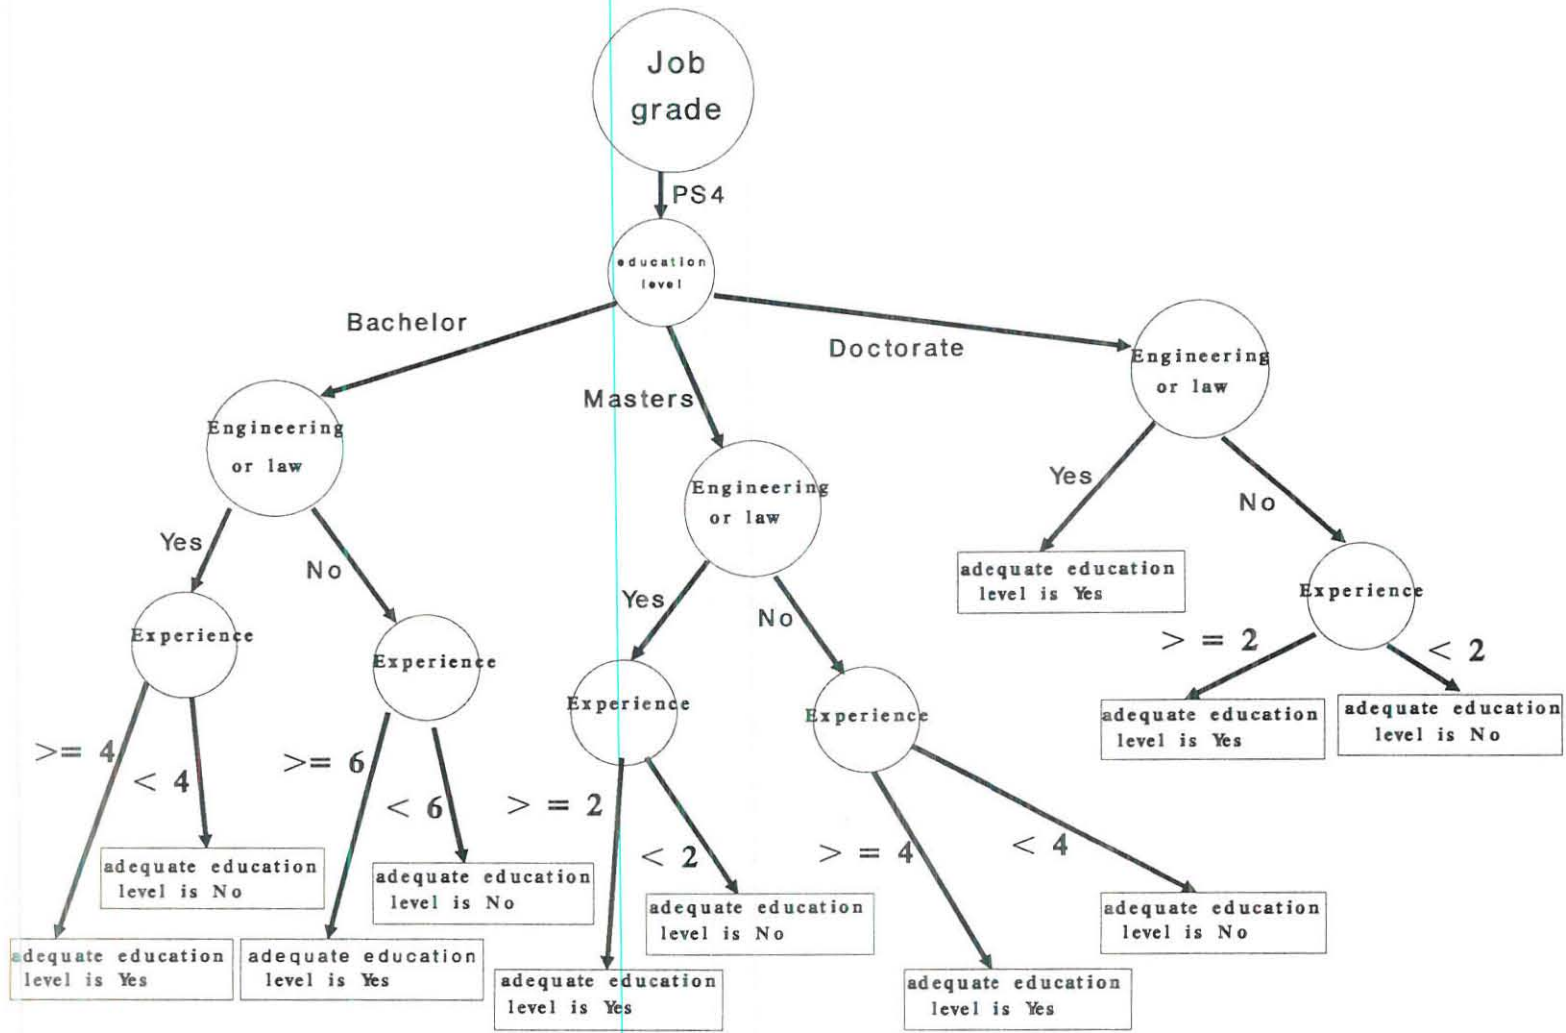 Job
grade
PS4
education
level
Bachelor
Masters
Doctorate
Engineering
or law
Yes
No
Experience
>= 4
< 4
adequate education
level is Yes
adequate education
level is No
Experience
>= 6
< 6
adequate education
level is Yes
adequate education
level is No
Engineering
or law
Yes
No
Experience
> = 2
< 2
adequate education
level is Yes
adequate education
level is No
Experience
> = 4
< 4
adequate education
level is Yes
adequate education
level is No
Engineering
or law
Yes
No
adequate education
level is Yes
Experience
> = 2
< 2
adequate education
level is Yes
adequate education
level is No